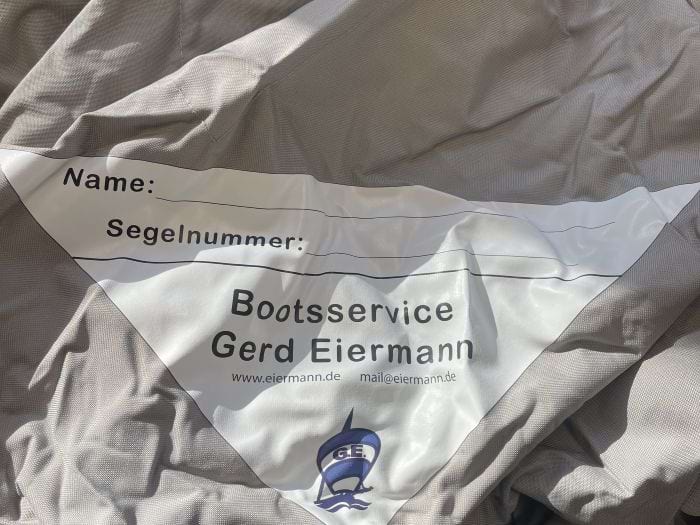 Name:
Segelnummer:
Bootsservice
Gerd Eiermann
www.eiermann.de mail@eiermann.de
G.E.